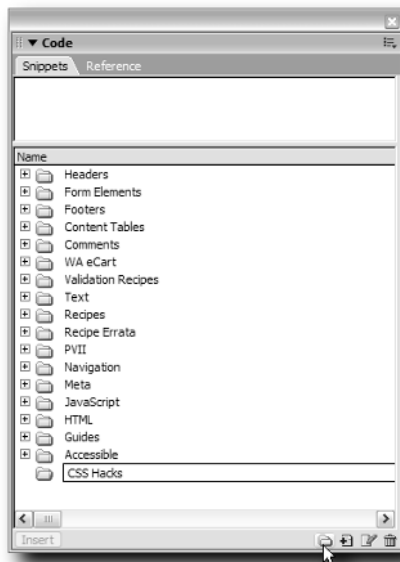 Code
Snippets Reference
Name
Headers
Form Elements
Footers
Content Tables
Comments
WA eCart
Validation Recipes
Text
Recipes
Recipe Errata
PVII
Navigation
Meta
JavaScript
HTML
Guides
Accessible
CSS Hacks
Insert